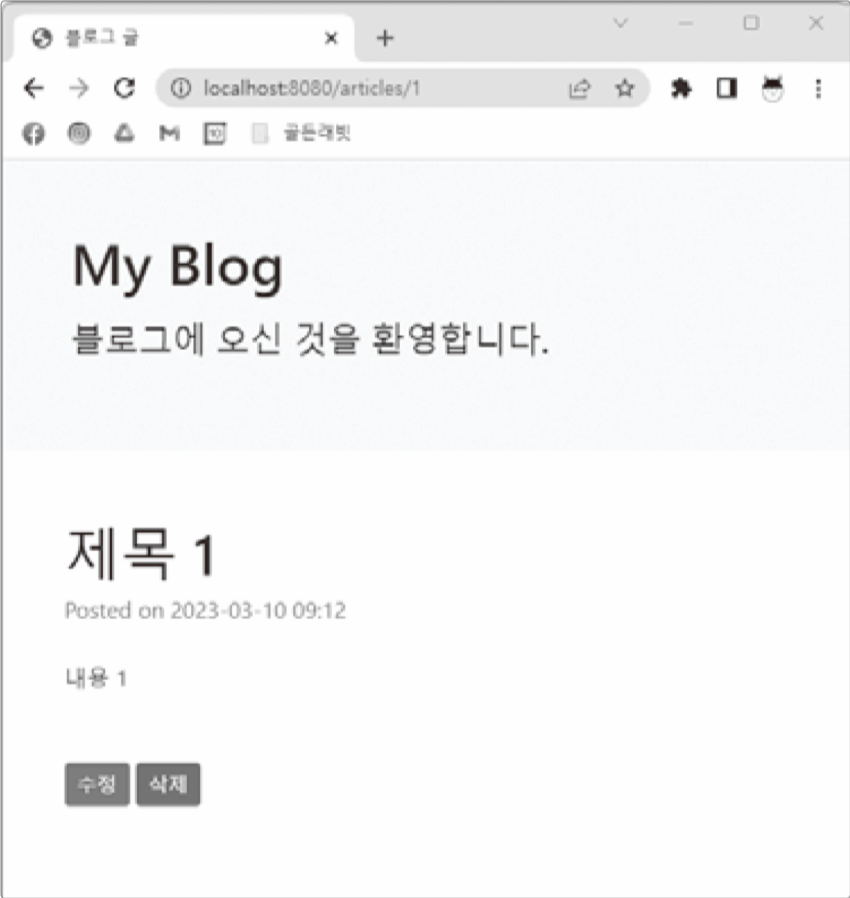 블로그 글
localhost:8080/articles/1
골든래빗
My Blog
블로그에 오신 것을 환영합니다.
제목 1
Posted on 2023-03-10 09:12
내용 1
수정 삭제